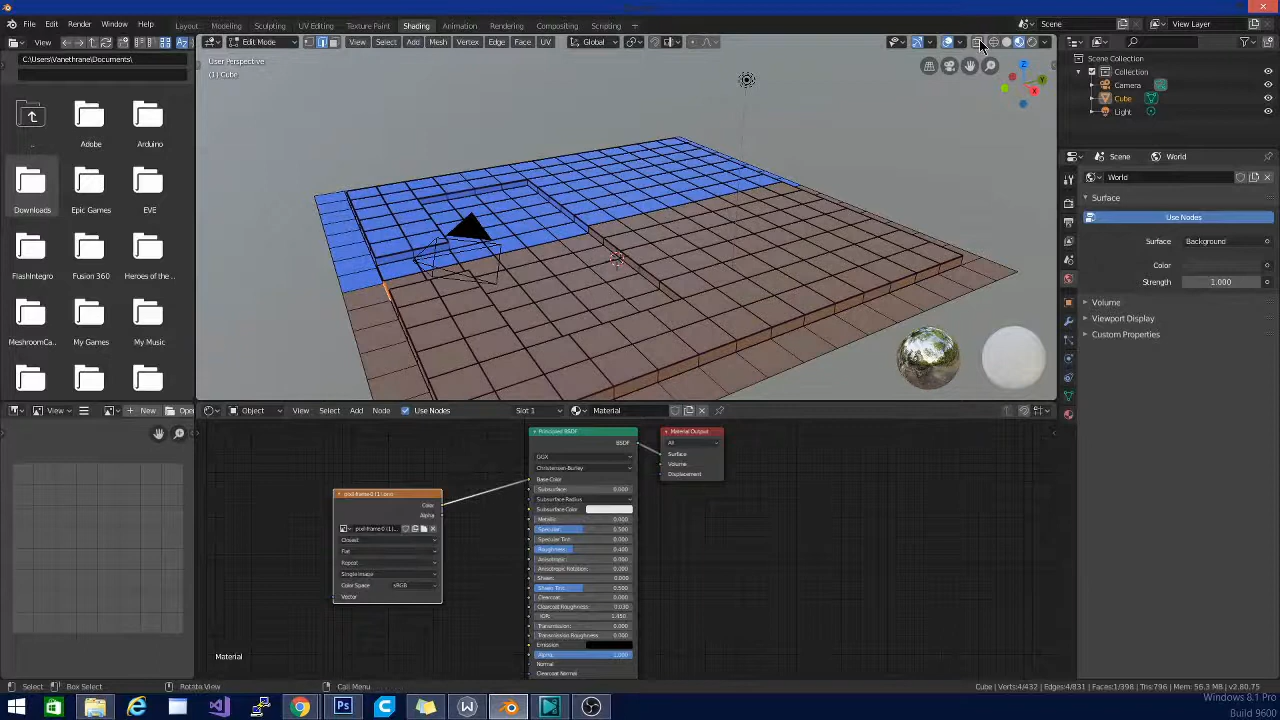 File
Edit
Render
Window
Help
Layout
Modeling
Sculpting
UV Editing
Texture Paint
Shading
Animation
Rendering
Compositing
Scripting
Scene
View Layer
View
Edit Mode
View
Select
Add
Mesh
Vertex
Edge
Face
UV
Global
C:\Users\Vanethrane\Documents\
User Perspective
(1) Cube
Z
Y
X
..
Adobe
Arduino
Downloads
Epic Games
EVE
FlashIntegro
Fusion 360
Heroes of the ..
MeshroomCa..
My Games
My Music
Scene Collection
Collection
Camera
Cube
Light
Scene
World
World
Surface
Use Nodes
Surface:
Background
Color:
Strength:
1.000
Volume
Viewport Display
Custom Properties
View
New
Open
Object
View
Select
Add
Node
Use Nodes
Slot 1
Material
Principled BSDF
BSDF
GGX
Christensen-Burley
Base Color
Subsurface: 0.000
Subsurface Radius
Subsurface Color
Metallic: 0.000
Specular: 0.500
Specular Tint: 0.000
Roughness: 0.400
Anisotropic: 0.000
Anisotropic Rotation: 0.000
Sheen: 0.000
Sheen Tint: 0.500
Clearcoat: 0.000
Clearcoat Roughness: 0.030
IOR: 1.450
Transmission: 0.000
Transmission Roughness: 0.000
Emission
Alpha: 1.000
Normal
Clearcoat Normal
Material Output
All
Surface
Volume
Displacement
Color
Alpha
Closest
Flat
Repeat
Single Image
Color Space
sRGB
Vector
Material
Select
Box Select
Rotate View
Call Menu
Cube | Verts:4/432 | Edges:4/831 | Faces:1/398 | Tris:796 | Mem: 56.3 MB | v2.80.75
Windows 8.1 Pro
Build 9600